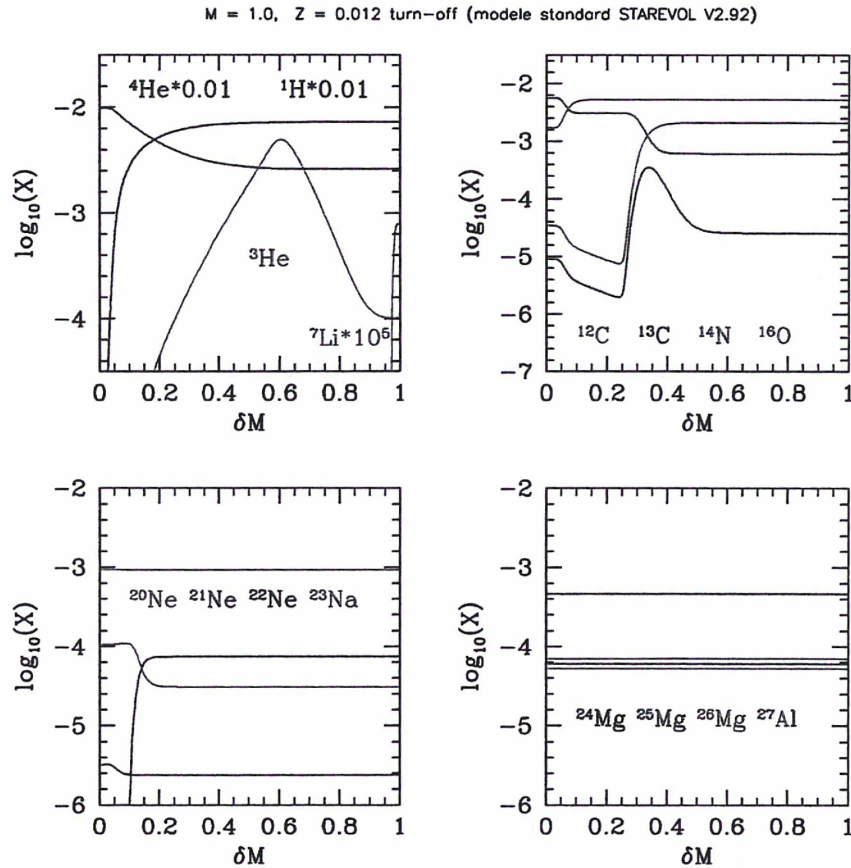 M = 1.0, Z = 0.012 turn-off (modele standard STAREVOL V2.92)
⁴He*0.01 ¹H*0.01
³He
⁷Li*10⁵
log₁₀(X)
-2
-3
-4
0 0.2 0.4 0.6 0.8 1
δM
¹²C ¹³C ¹⁴N ¹⁶O
log₁₀(X)
-2
-3
-4
-5
-6
-7
0 0.2 0.4 0.6 0.8 1
δM
²⁰Ne ²¹Ne ²²Ne ²³Na
log₁₀(X)
-2
-3
-4
-5
-6
0 0.2 0.4 0.6 0.8 1
δM
²⁴Mg ²⁵Mg ²⁶Mg ²⁷Al
log₁₀(X)
-2
-3
-4
-5
-6
0 0.2 0.4 0.6 0.8 1
δM